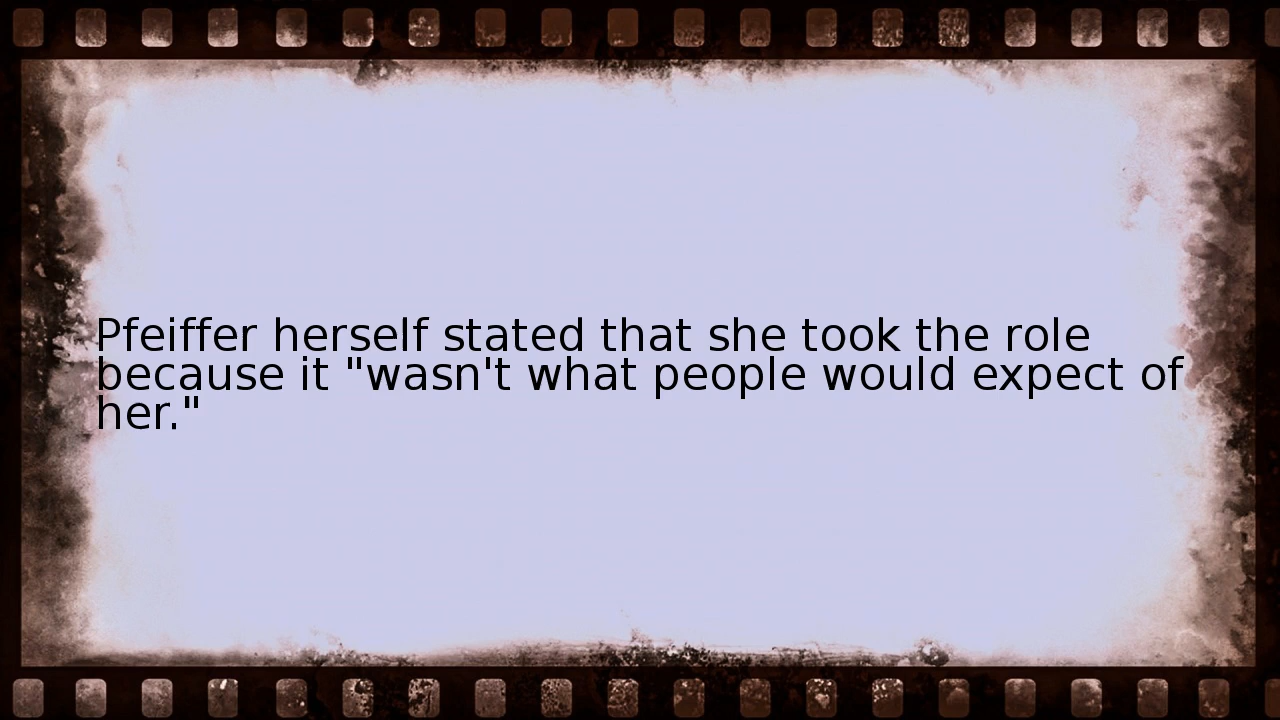 Pfeiffer herself stated that she took the role
because it "wasn't what people would expect of
her."